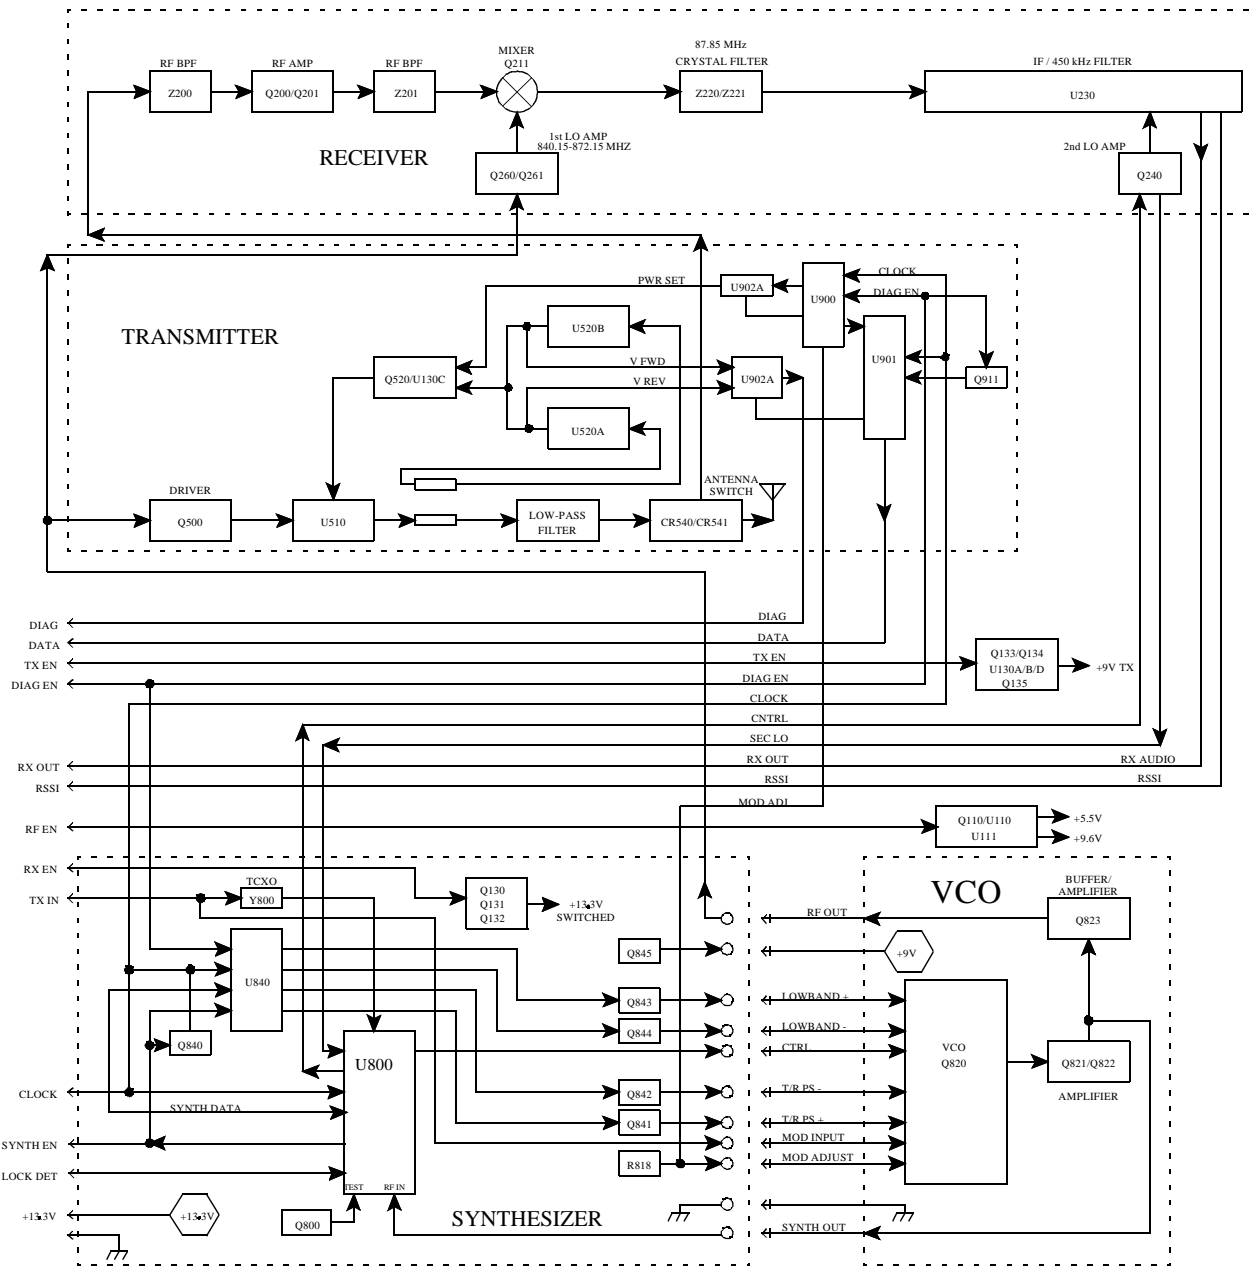 87.85 MHz
MIXER
RF BPF
RF AMP
RF BPF
Q211
CRYSTAL FILTER
IF / 450 kHz FILTER
Z200
Q200/Q201
Z201
Z220/Z221
U230
1st LO AMP
840.15-872.15 MHZ
2nd LO AMP
RECEIVER
Q260/Q261
Q240
CLOCK
PWR SET
U902A
DIAG EN
U900
TRANSMITTER
U520B
U901
V FWD
Q520/U130C
U902A
Q911
V REV
U520A
ANTENNA
SWITCH
DRIVER
Q500
U510
LOW-PASS
FILTER
CR540/CR541
DIAG
DIAG
DATA
DATA
TX EN
TX EN
Q133/Q134
U130A/B/D
Q135
+9V TX
DIAG EN
DIAG EN
CLOCK
CNTRL
SEC LO
RX OUT
RX OUT
RX AUDIO
RSSI
RSSI
RSSI
MOD ADJ
RF EN
Q110/U110
U111
+5.5V
+9.6V
RX EN
TX IN
TCXO
Y800
Q130
Q131
Q132
+13.3V
SWITCHED
VCO
BUFFER/
AMPLIFIER
Q823
RF OUT
Q845
+9V
U840
Q843
LOWBAND +
Q844
LOWBAND -
Q840
U800
CTRL
VCO
Q820
Q821/Q822
AMPLIFIER
CLOCK
Q842
T/R PS -
SYNTH DATA
Q841
T/R PS +
SYNTH EN
MOD INPUT
LOCK DET
R818
MOD ADJUST
TEST
RF IN
+13.3V
+13.3V
Q800
SYNTHESIZER
SYNTH OUT